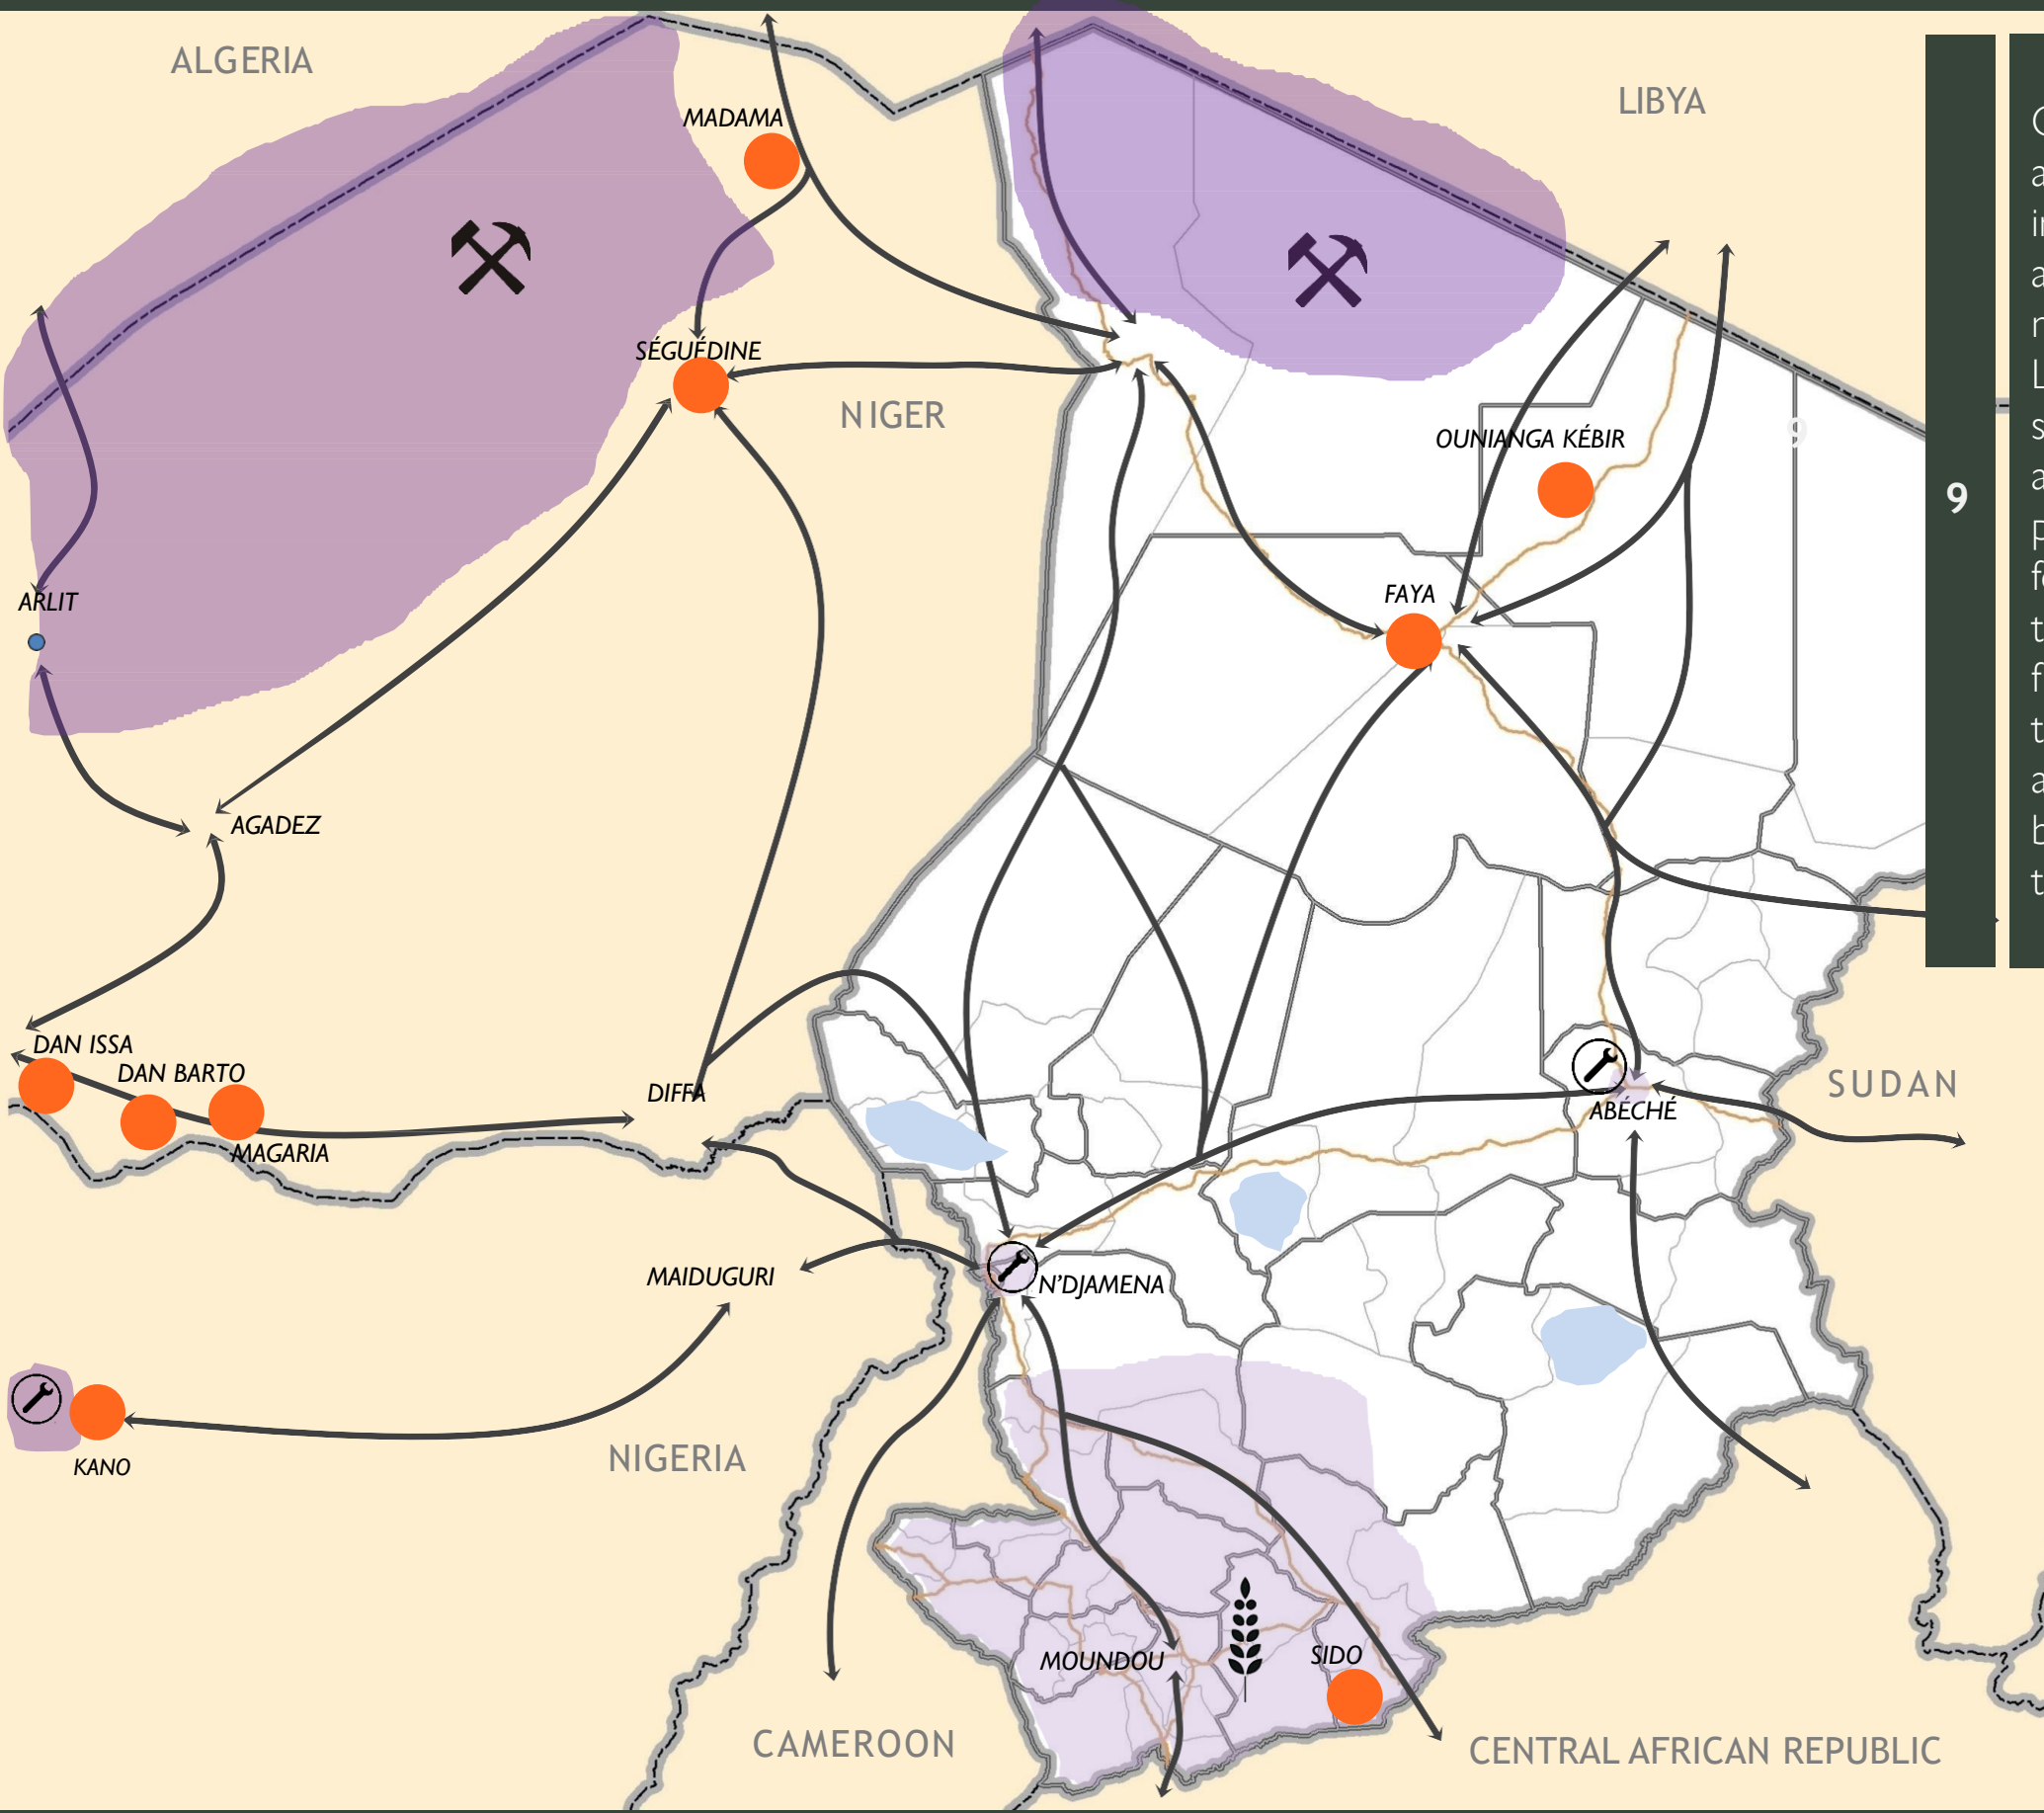 ALGERIA
LIBYA
MADAMA
SÉGUÉDINE
NIGER
OUNIANGA KÉBIR
9
9
FAYA
ARLIT
AGADEZ
DAN ISSA
DAN BARTO
MAGARIA
DIFFA
SUDAN
ABÉCHÉ
MAIDUGURI
N'DJAMENA
NIGERIA
KANO
MOUNDOU
SIDO
CAMEROON
CENTRAL AFRICAN REPUBLIC